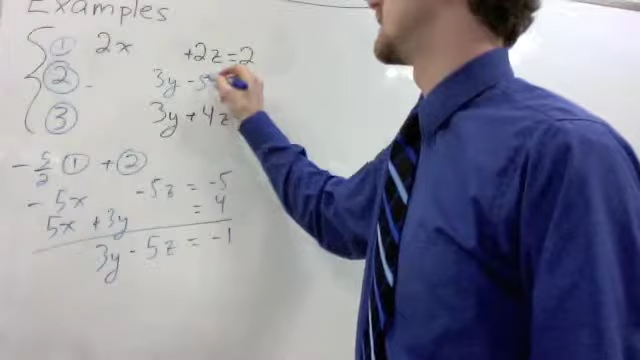 Examples
① 2x +2z = 2
② 3y - 5
③ 3y + 4z
- 5/2 ① + ②
- 5x - 5z = -5
5x + 3y = 4
3y - 5z = -1